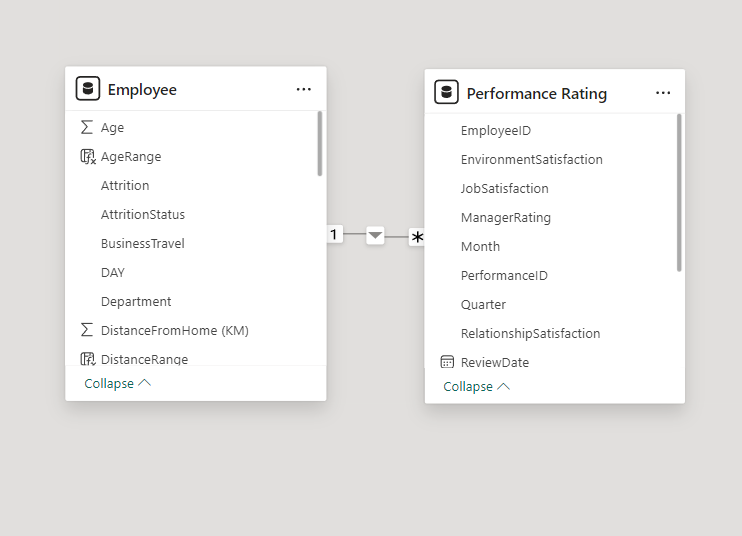 Employee
Age
AgeRange
Attrition
AttritionStatus
BusinessTravel
DAY
Department
DistanceFromHome (KM)
DistanceRange
Collapse
1
*
Performance Rating
EmployeeID
EnvironmentSatisfaction
JobSatisfaction
ManagerRating
Month
PerformanceID
Quarter
RelationshipSatisfaction
ReviewDate
Collapse